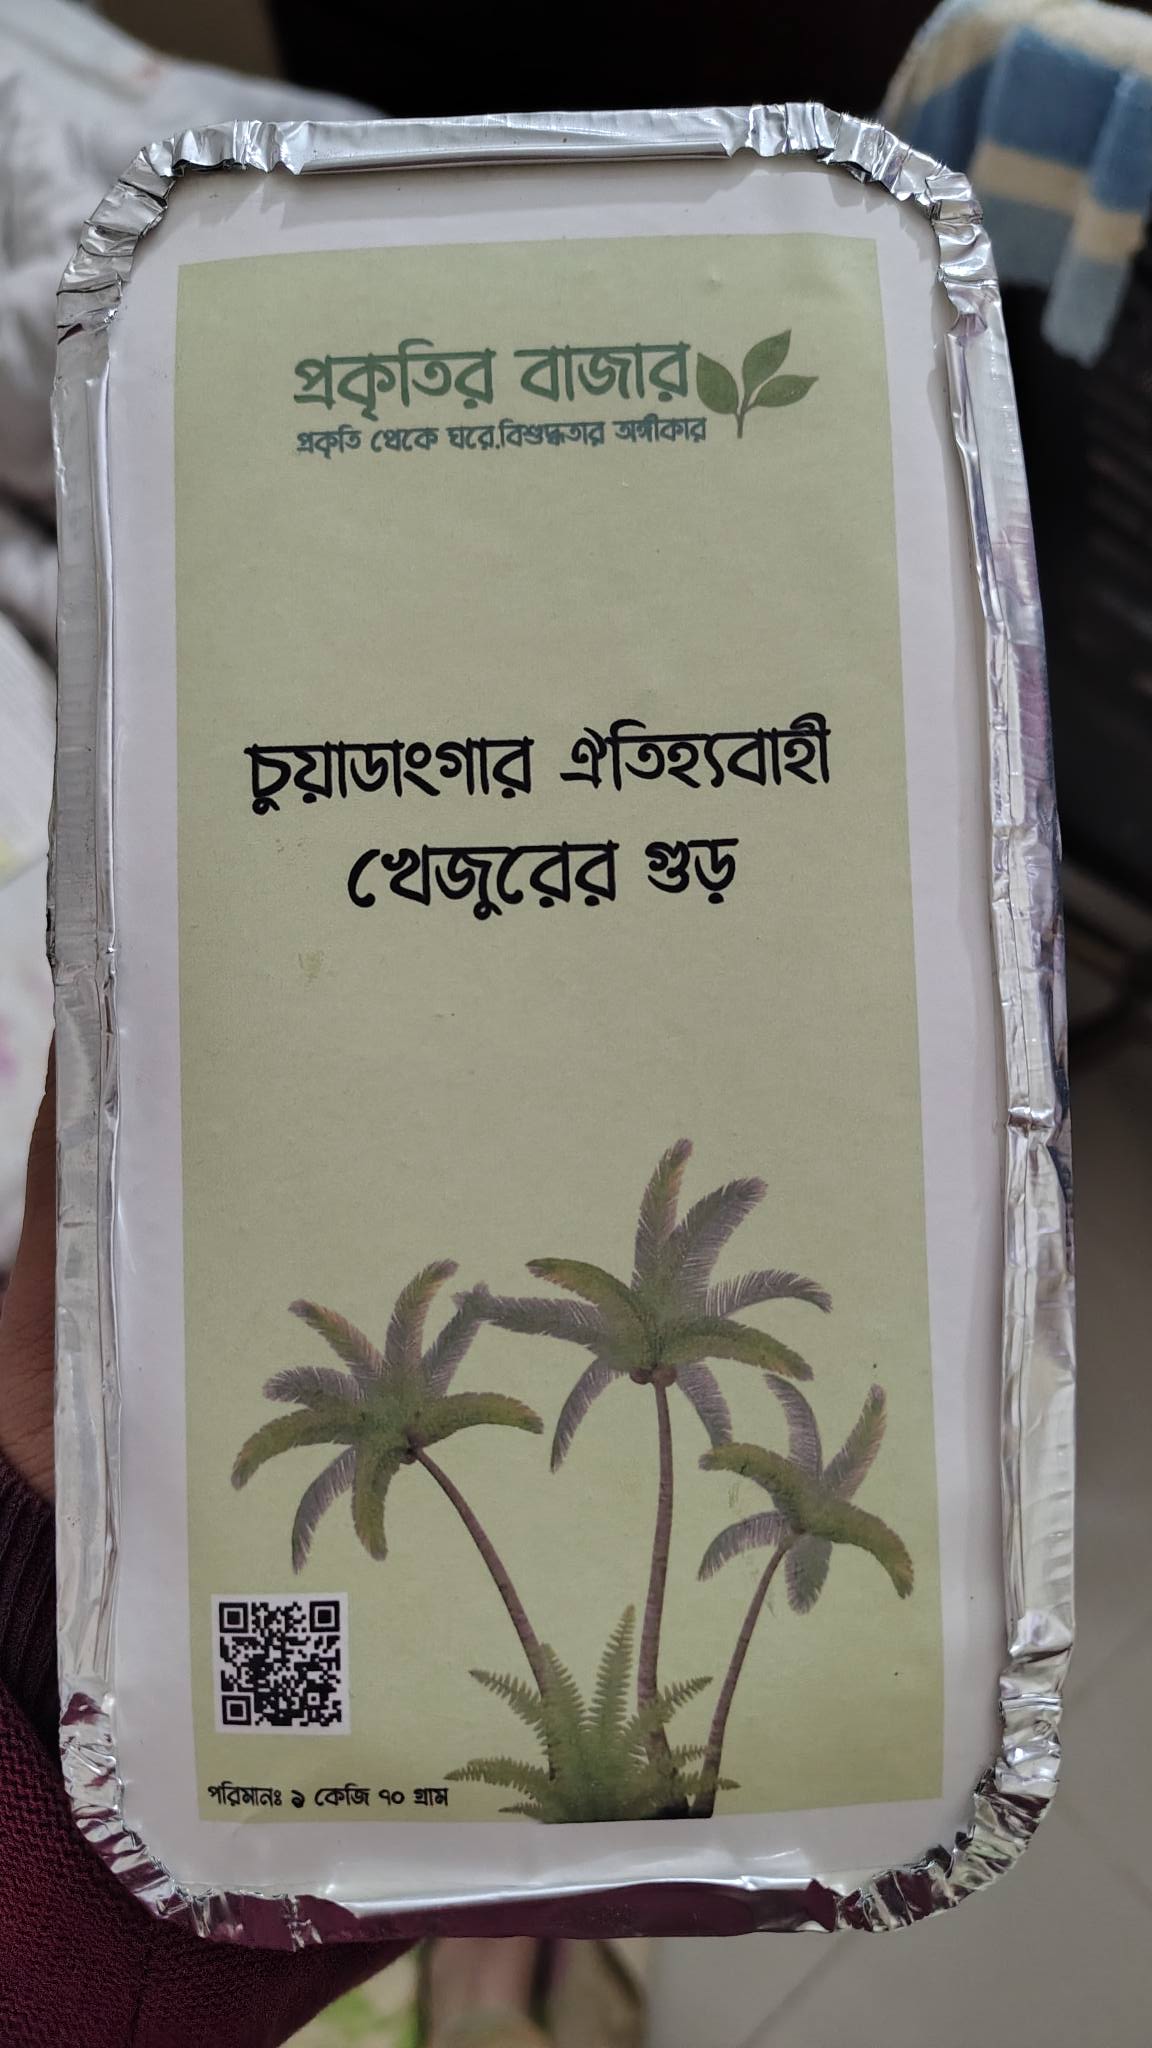 প্রকৃতির বাজার
প্রকৃতি থেকে ঘরে,বিশুদ্ধতার অঙ্গীকার
চুয়াডাংগার ঐতিহ্যবাহী
খেজুরের গুড়
পরিমানঃ ১ কেজি ৭০ গ্রাম